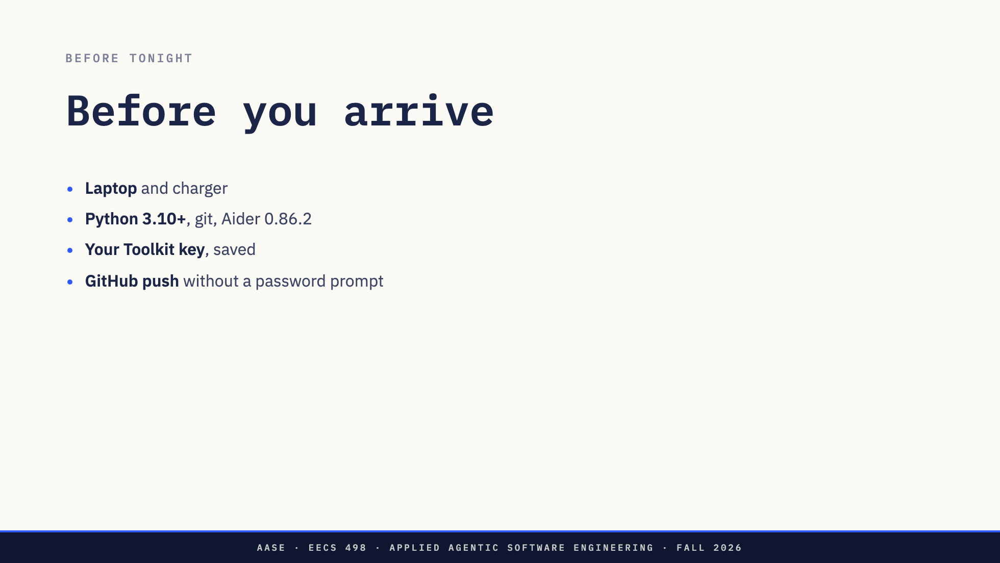 BEFORE TONIGHT
Before you arrive
• Laptop and charger
• Python 3.10+, git, Aider 0.86.2
• Your Toolkit key, saved
• GitHub push without a password prompt
AASE · EECS 498 · APPLIED AGENTIC SOFTWARE ENGINEERING · FALL 2026